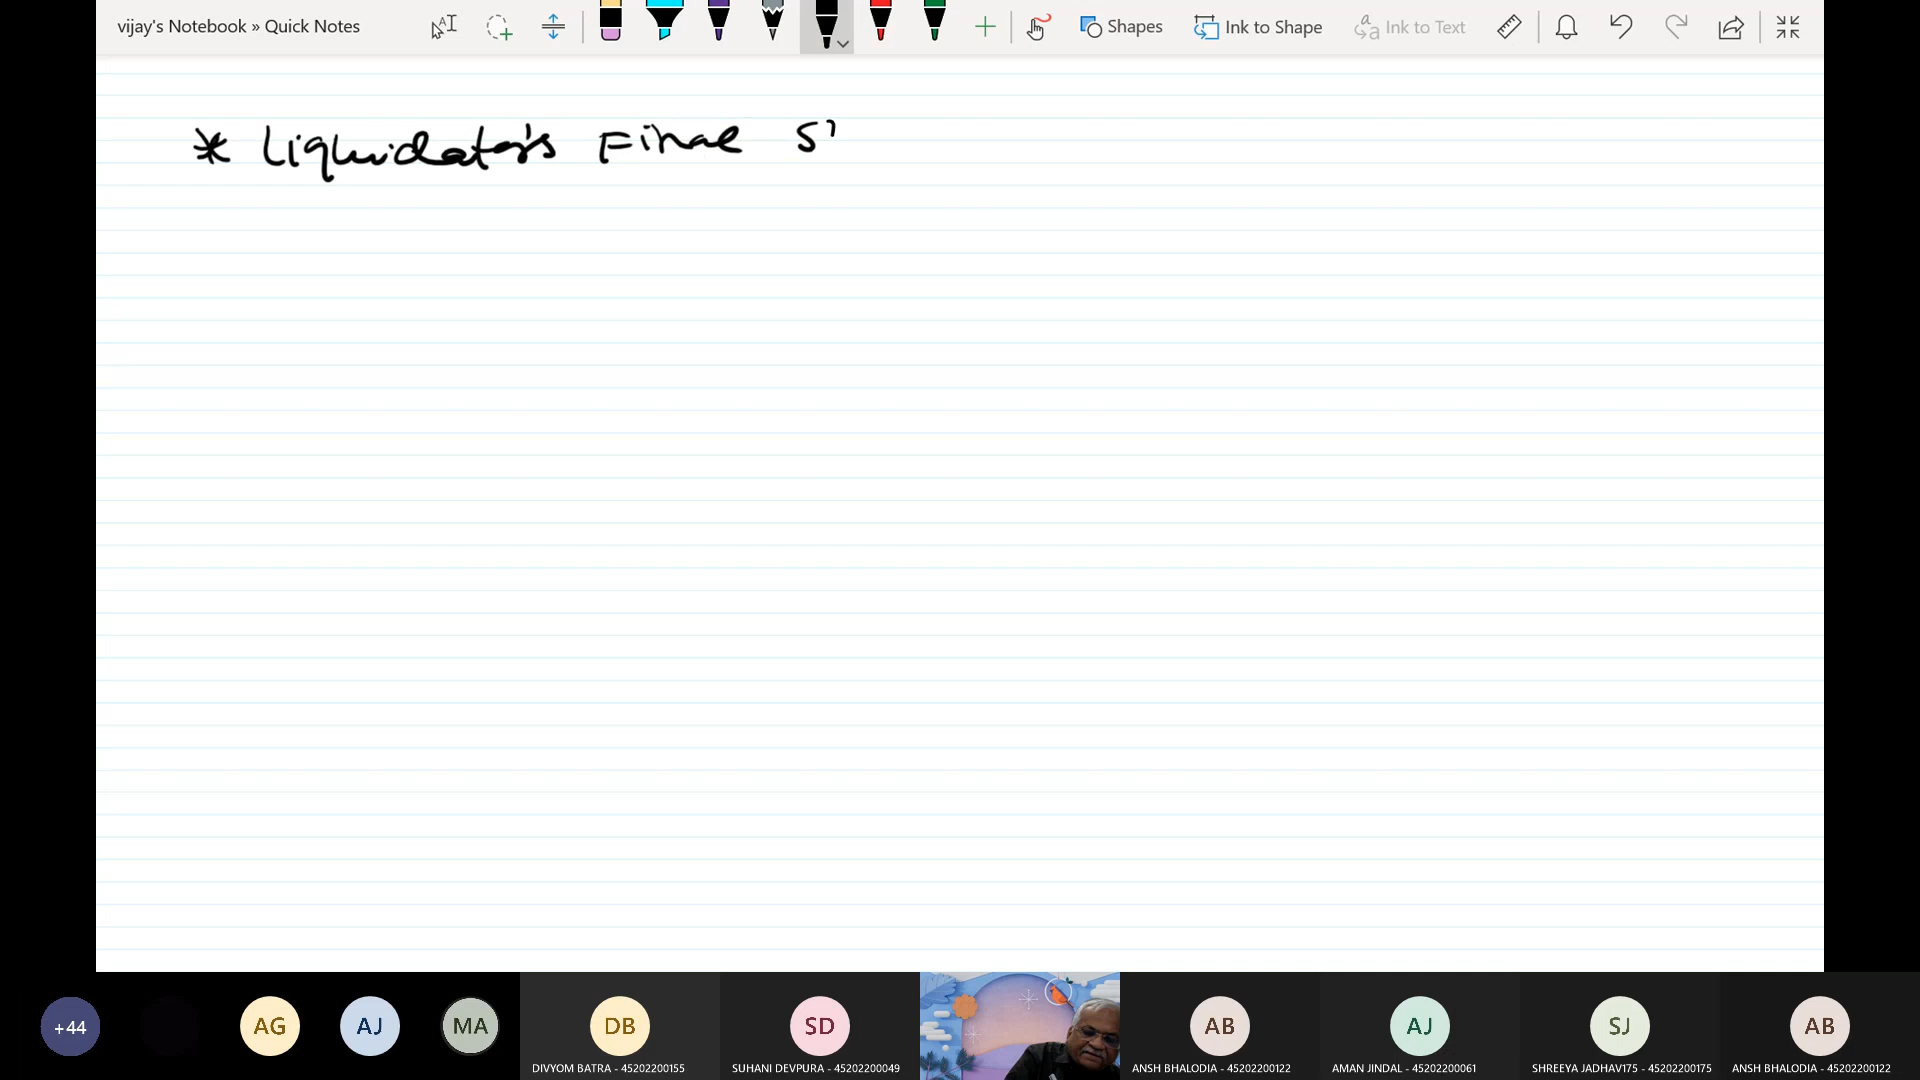 vijay's Notebook » Quick Notes
Shapes
Ink to Shape
Ink to Text
* Liquidator's Final S
+44
AG
AJ
MA
DB
SD
AB
AJ
SJ
AB
DIVYOM BATRA - 45202200155
SUHANI DEVPURA - 45202200049
ANSH BHALODIA - 45202200122
AMAN JINDAL - 45202200061
SHREEYA JADHAV175 - 45202200175
ANSH BHALODIA - 45202200122